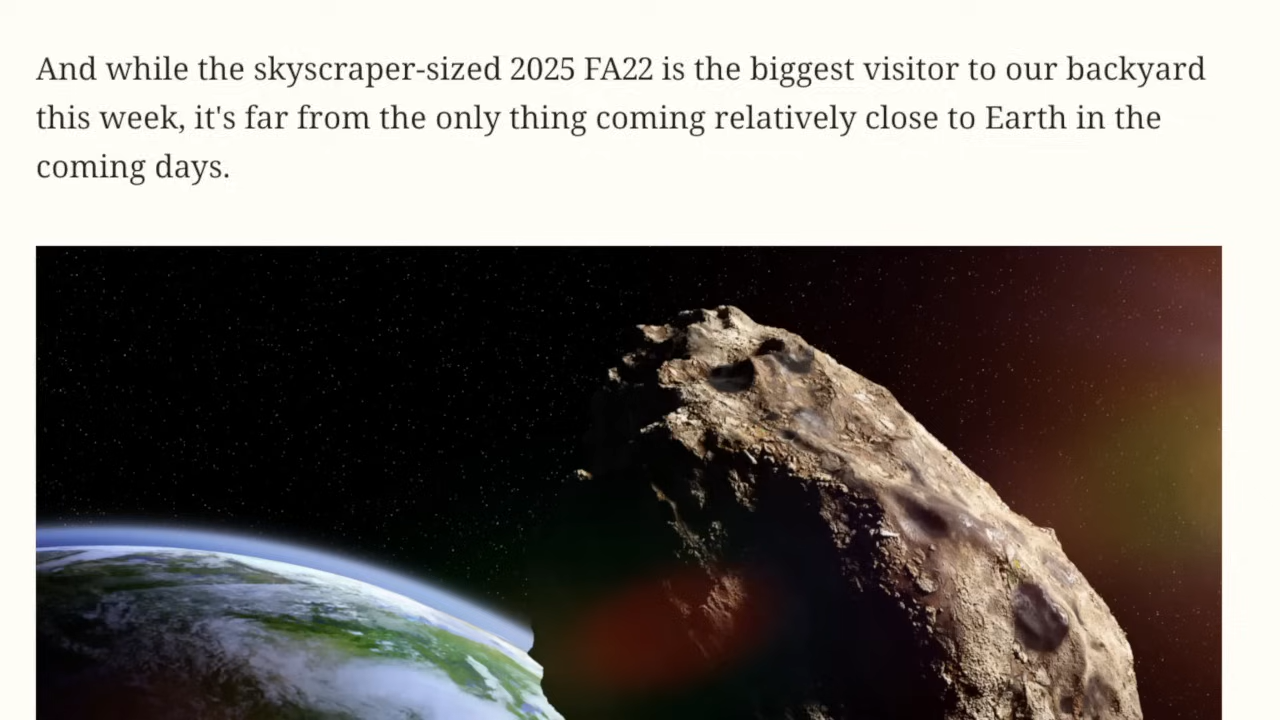 And while the skyscraper-sized 2025 FA22 is the biggest visitor to our backyard
this week, it's far from the only thing coming relatively close to Earth in the
coming days.